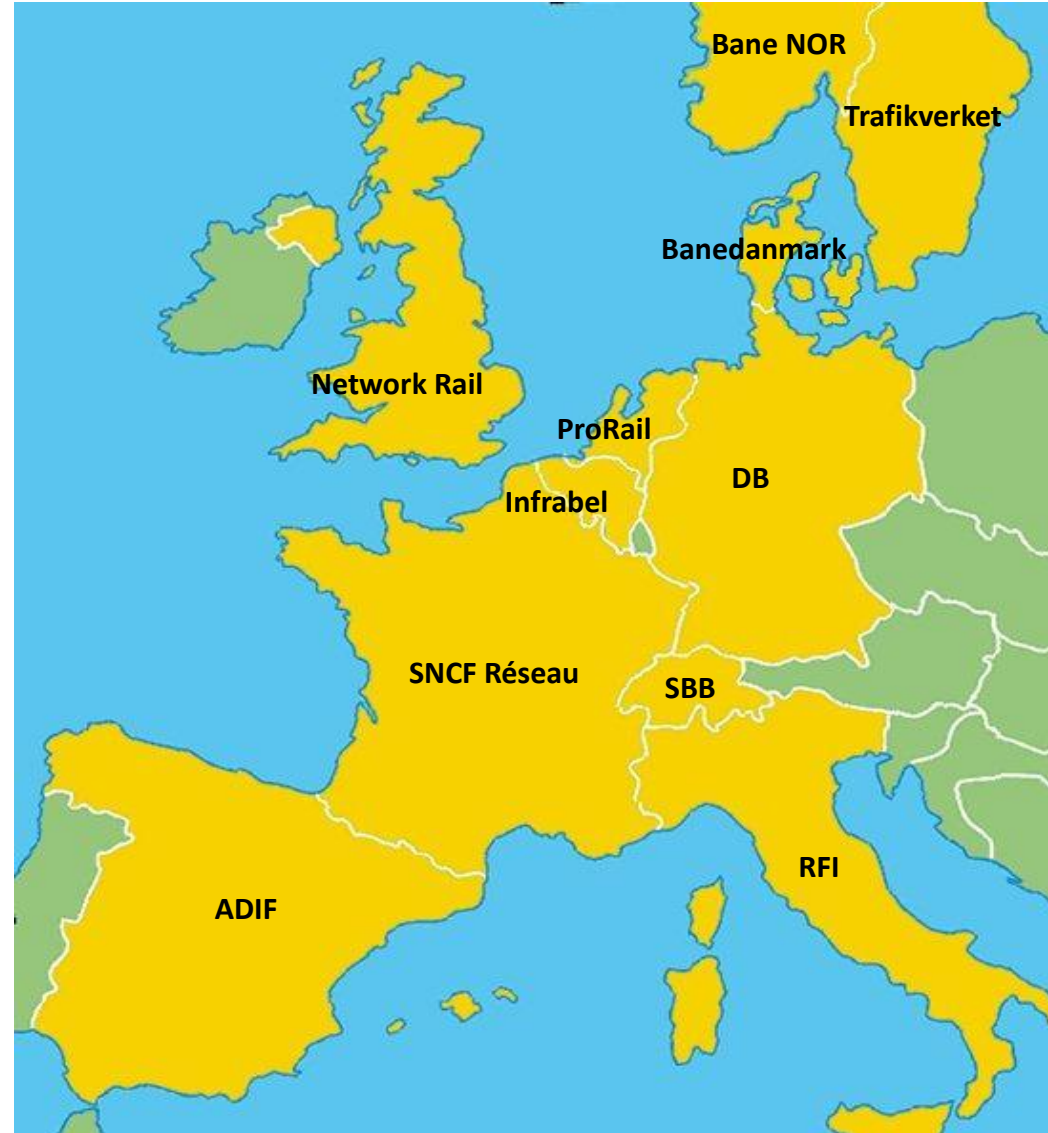 Bane NOR
Trafikverket
Banedanmark
Network Rail
ProRail
DB
Infrabel
SNCF Réseau
SBB
RFI
ADIF